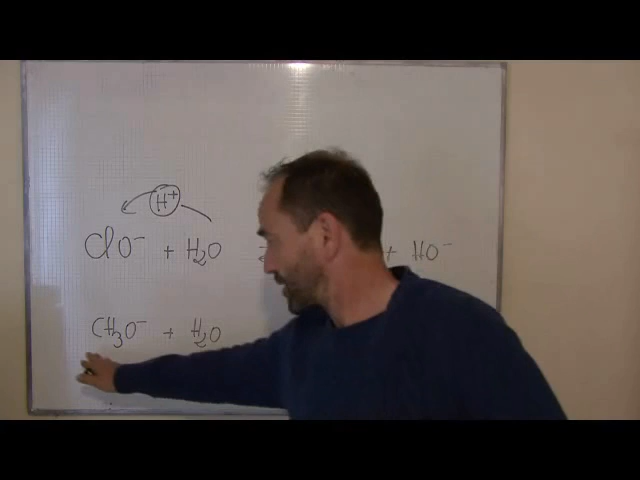 H⁺
ClO⁻ + H₂O ⇌ + HO⁻
CH₃O⁻ + H₂O